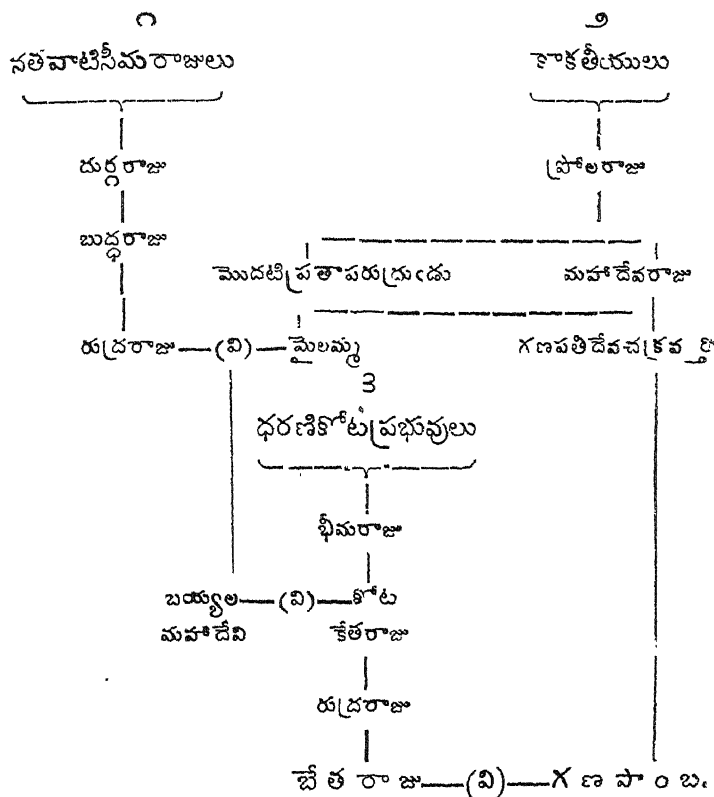 ౧ ౨
నతవాటిసీమరాజులు కాకతీయులు
దుర్గరాజు ప్రోలరాజు
బుద్ధరాజు
మొదటిప్రతాపరుద్రుఁడు మహాదేవరాజు
రుద్రరాజు—(వి)—మైలమ్మ గణపతిదేవచక్రవర్తి
౩
ధరణికోటప్రభువులు
భీమరాజు
బయ్యల—(వి)—కోట
మహాదేవి కేతరాజు
రుద్రరాజు
బేతరాజు—(వి)—గణపాంబ